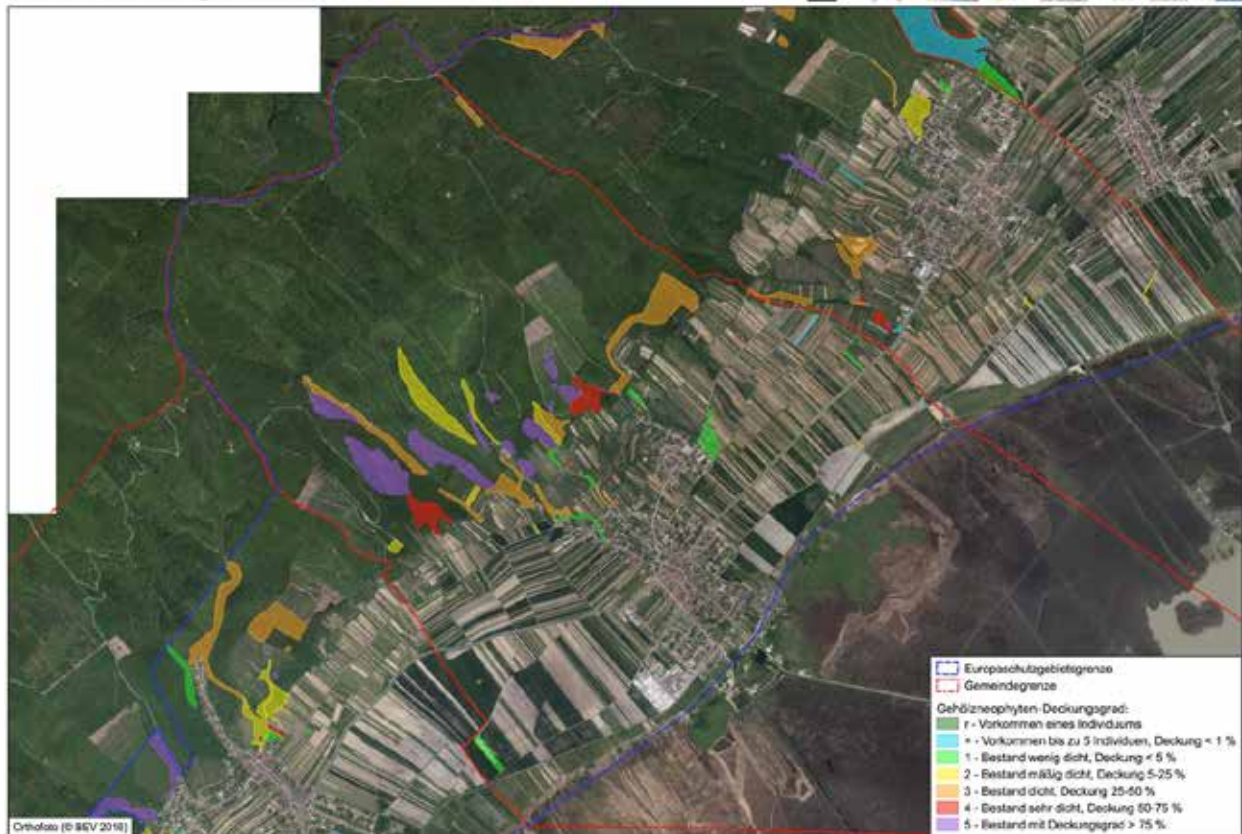 Europaschutzgebietsgrenze
Gemeindegrenze
Gehölzneophyten-Deckungsgrad:
r - Vorkommen eines Individuums
+ - Vorkommen bis zu 5 Individuen, Deckung < 1 %
1 - Bestand wenig dicht, Deckung < 5 %
2 - Bestand mäßig dicht, Deckung 5-25 %
3 - Bestand dicht, Deckung 25-50 %
4 - Bestand sehr dicht, Deckung 50-75 %
5 - Bestand mit Deckungsgrad > 75 %
Orthofoto (© BEV 2016)